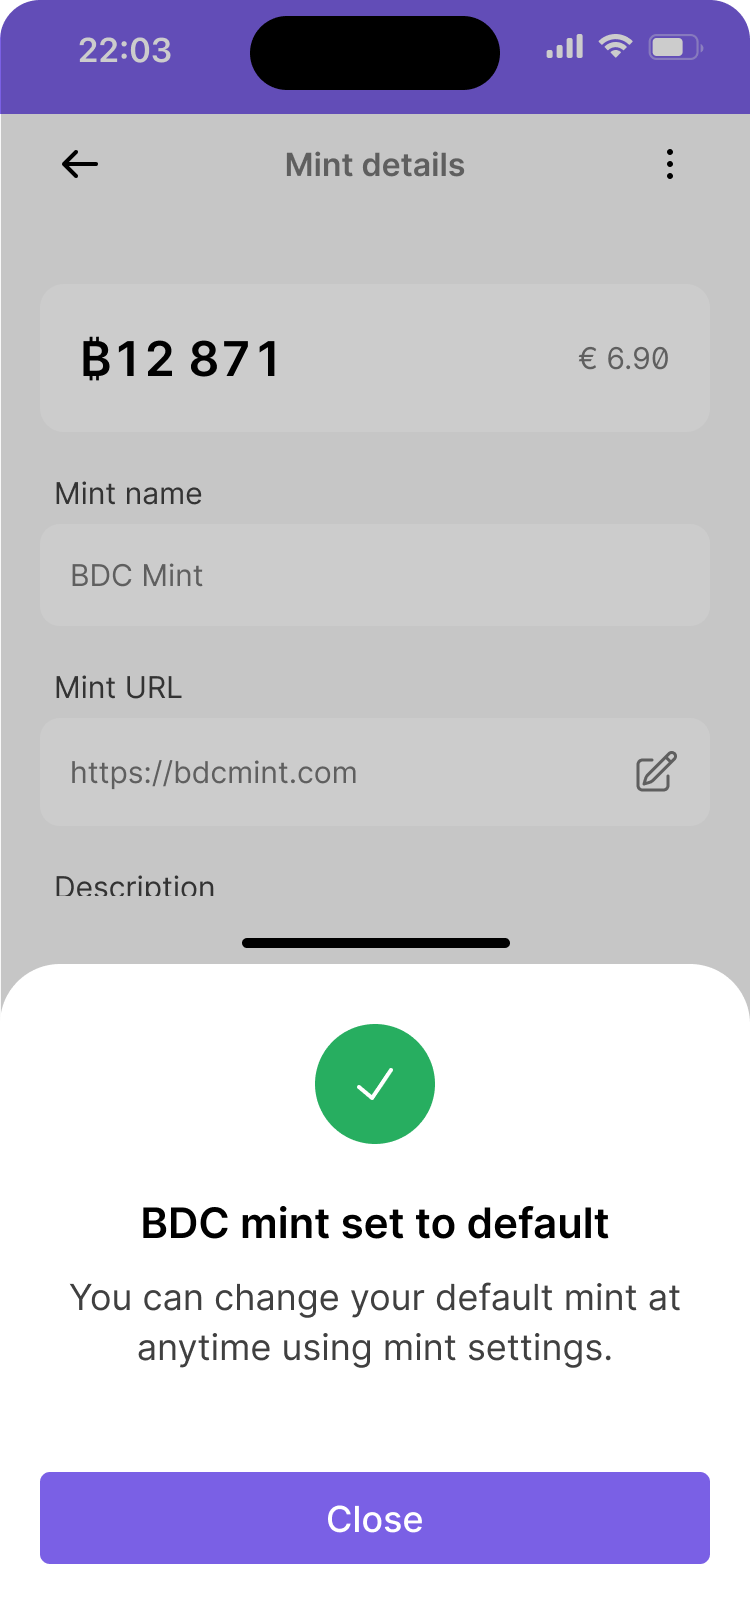 22:03
Mint details
₿12 871
€ 6.90
Mint name
BDC Mint
Mint URL
https://bdcmint.com
Description
BDC mint set to default
You can change your default mint at
anytime using mint settings.
Close